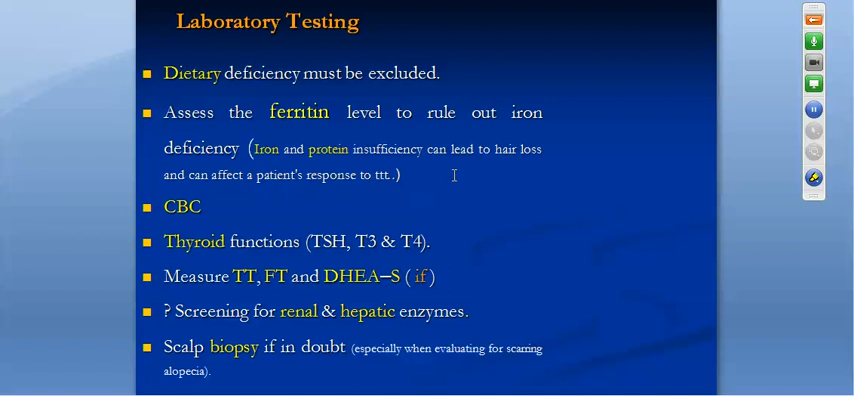 Laboratory Testing
Dietary deficiency must be excluded.
Assess the ferritin level to rule out iron
deficiency (Iron and protein insufficiency can lead to hair loss
and can affect a patient's response to ttt..)
CBC
Thyroid functions (TSH, T3 & T4).
Measure TT, FT and DHEA–S ( if )
? Screening for renal & hepatic enzymes.
Scalp biopsy if in doubt (especially when evaluating for scarring
alopecia).